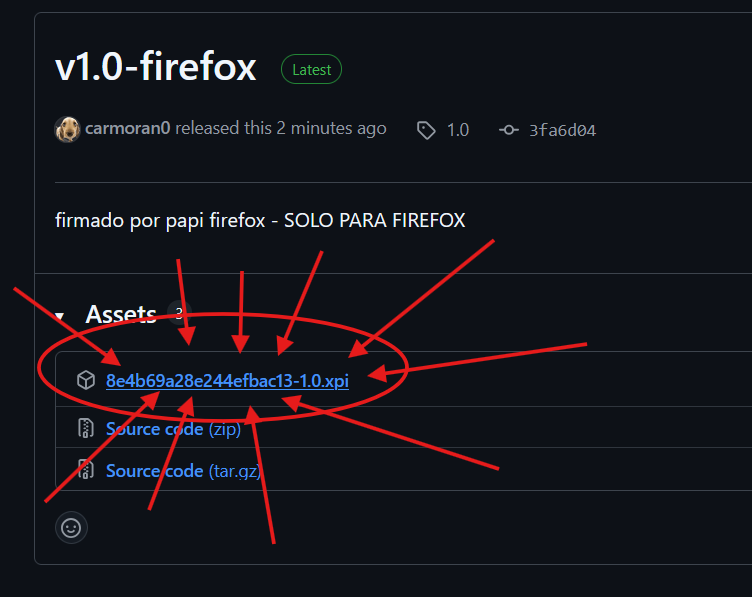 v1.0-firefox Latest
carmoran0 released this 2 minutes ago 1.0 3fa6d04
firmado por papi firefox - SOLO PARA FIREFOX
Assets 3
8e4b69a28e244efbac13-1.0.xpi
Source code (zip)
Source code (tar.gz)